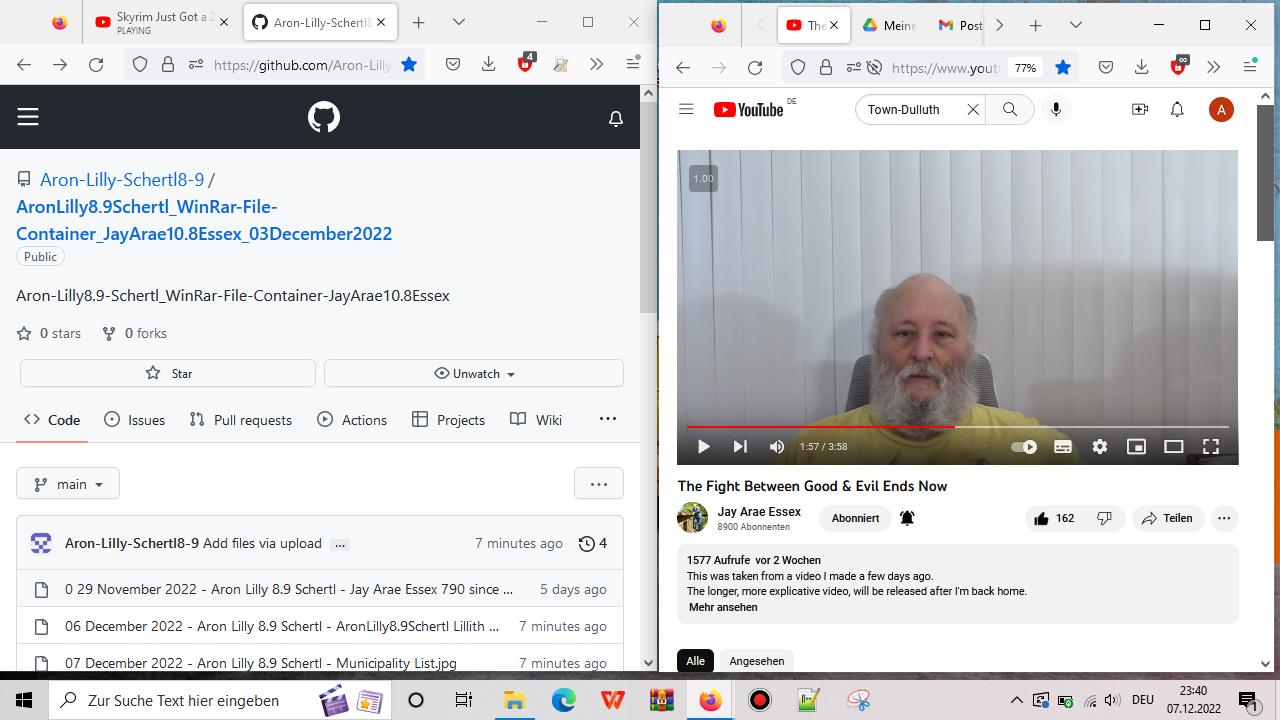 Skyrim Just Got a 2
PLAYING
Aron-Lilly-Schertl8
https://github.com/Aron-Lilly
4
Aron-Lilly-Schertl8-9 /
AronLilly8.9Schertl_WinRar-File-
Container_JayArae10.8Essex_03December2022
Public
Aron-Lilly8.9-Schertl_WinRar-File-Container-JayArae10.8Essex
0 stars
0 forks
Star
Unwatch
Code
Issues
Pull requests
Actions
Projects
Wiki
main
Aron-Lilly-Schertl8-9 Add files via upload ...
7 minutes ago
4
0 29 November 2022 - Aron Lilly 8.9 Schertl - Jay Arae Essex 790 since ...
5 days ago
06 December 2022 - Aron Lilly 8.9 Schertl - AronLilly8.9Schertl Lillith ...
7 minutes ago
07 December 2022 - Aron Lilly 8.9 Schertl - Municipality List.jpg
7 minutes ago
The
Meine
Post
https://www.yout
77%
∞
YouTube DE
Town-Dulluth
A
1.00
1:57 / 3:58
The Fight Between Good & Evil Ends Now
Jay Arae Essex
8900 Abonnenten
Abonniert
162
Teilen
1577 Aufrufe vor 2 Wochen
This was taken from a video I made a few days ago.
The longer, more explicative video, will be released after I'm back home.
Mehr ansehen
Alle
Angesehen
Zur Suche Text hier eingeben
DEU
23:40
07.12.2022
1